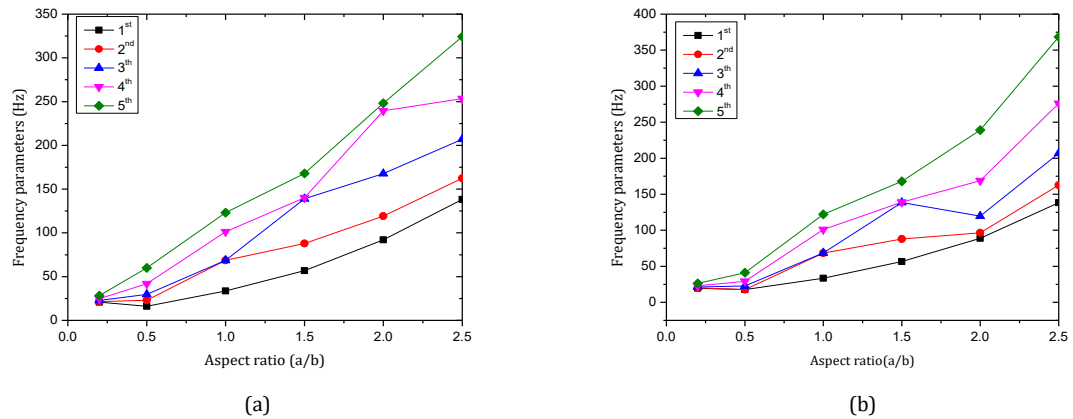 350
300
250
200
150
100
50
0
Frequency parameters (Hz)
1st
2nd
3th
4th
5th
0.0 0.5 1.0 1.5 2.0 2.5
Aspect ratio (a/b)
(a)
400
350
300
250
200
150
100
50
0
Frequency parameters (Hz)
1st
2nd
3th
4th
5th
0.0 0.5 1.0 1.5 2.0 2.5
Aspect ratio(a/b)
(b)